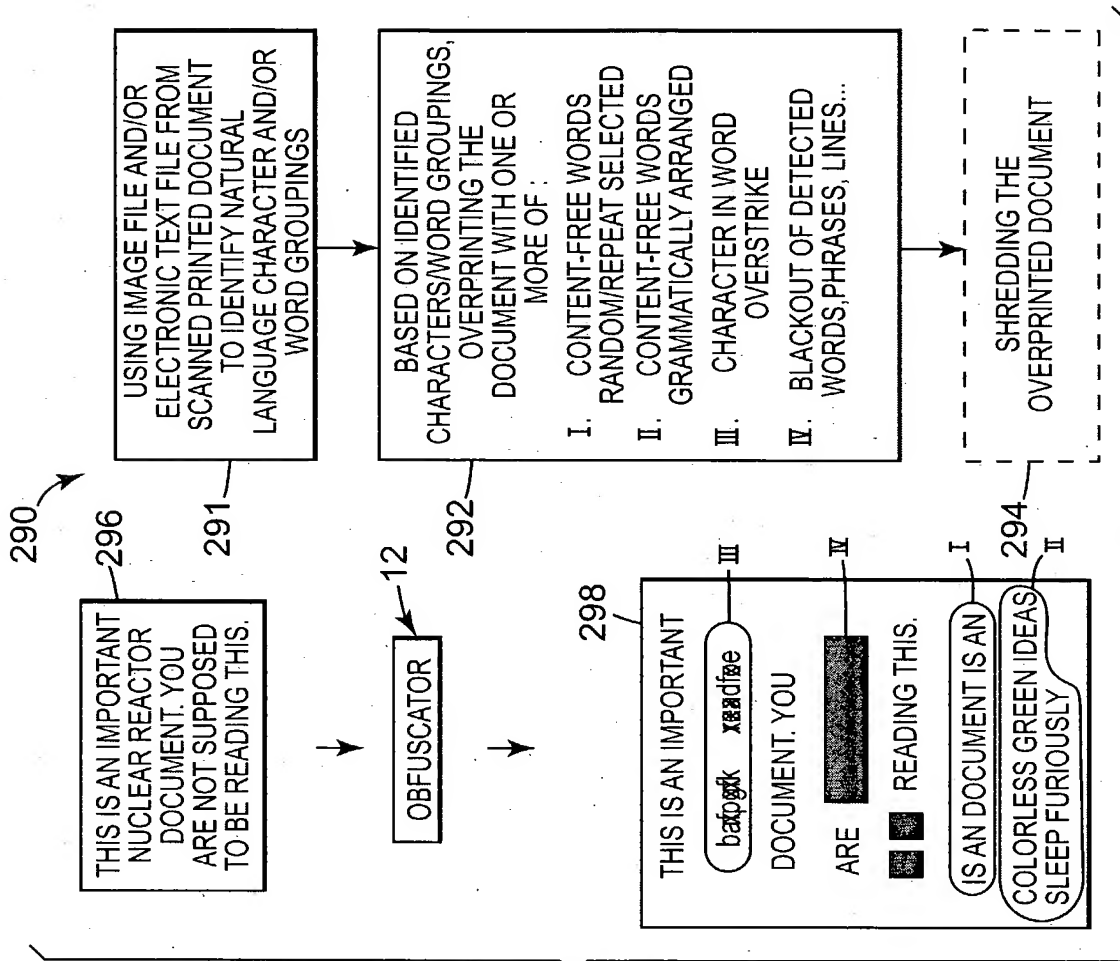 290
296
THIS IS AN IMPORTANT
NUCLEAR REACTOR
DOCUMENT. YOU
ARE NOT SUPPOSED
TO BE READING THIS.
12
OBFUSCATOR
298
THIS IS AN IMPORTANT
III
DOCUMENT. YOU
ARE
IV
READING THIS.
IS AN DOCUMENT IS AN
I
COLORLESS GREEN IDEAS
SLEEP FURIOUSLY
II
291
USING IMAGE FILE AND/OR
ELECTRONIC TEXT FILE FROM
SCANNED PRINTED DOCUMENT
TO IDENTIFY NATURAL
LANGUAGE CHARACTER AND/OR
WORD GROUPINGS
292
BASED ON IDENTIFIED
CHARACTERS/WORD GROUPINGS,
OVERPRINTING THE
DOCUMENT WITH ONE OR
MORE OF :
I. CONTENT-FREE WORDS
RANDOM/REPEAT SELECTED
II. CONTENT-FREE WORDS
GRAMMATICALLY ARRANGED
III. CHARACTER IN WORD
OVERSTRIKE
IV. BLACKOUT OF DETECTED
WORDS,PHRASES, LINES...
294
SHREDDING THE
OVERPRINTED DOCUMENT